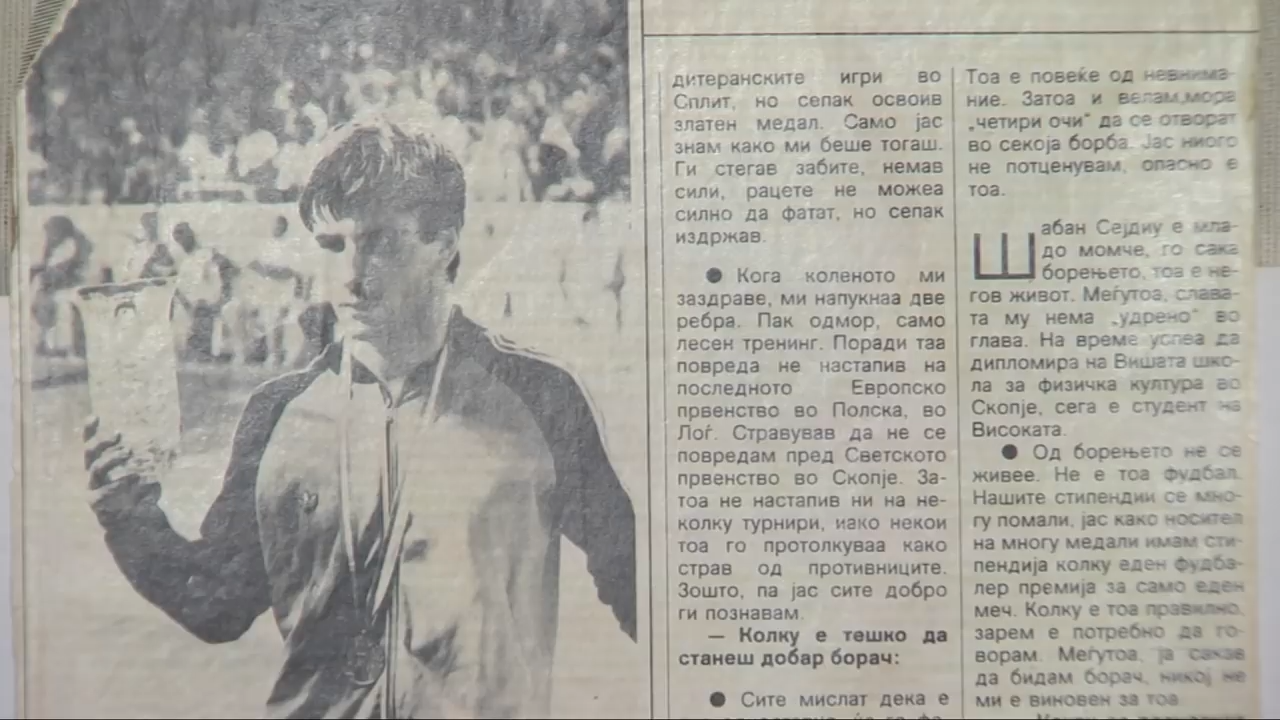 дитеранските игри во
Сплит, но сепак освоив
златен медал. Само јас
знам како ми беше тогаш.
Ги стегав забите, немав
сили, рацете не можеа
силно да фатат, но сепак
издржав.
● Кога коленото ми
заздраве, ми напукнаа две
ребра. Пак одмор, само
лесен тренинг. Поради таа
повреда не настапив на
последното Европско
првенство во Полска, во
Лоѓ. Стравував да не се
повредам пред Светското
првенство во Скопје. За-
тоа не настапив ни на не-
колку турнири, иако некои
тоа го протолкуваа како
страв од противниците.
Зошто, па јас сите добро
ги познавам.
— Колку е тешко да
станеш добар борач:
● Сите мислат дека е
Тоа е повеќе од невнима-
ние. Затоа и велам,мора
„четири очи“ да се отворат
во секоја борба. Јас никого
не потценувам, опасно е
тоа.
Шабан Сејдиу е мла-
до момче, го сака
борењето, тоа е не-
гов живот. Меѓутоа, слава-
та му нема „удрено“ во
глава. На време успеа да
дипломира на Вишата шко-
ла за физичка култура во
Скопје, сега е студент на
Високата.
● Од борењето не се
живее. Не е тоа фудбал.
Нашите стипендии се мно-
гу помали, јас како носител
на многу медали имам сти-
пендија колку еден фудба-
лер премија за само еден
меч. Колку е тоа правилно,
зарем е потребно да го-
ворам. Меѓутоа, ја сакав
да бидам борач, никој не
ми е виновен за тоа